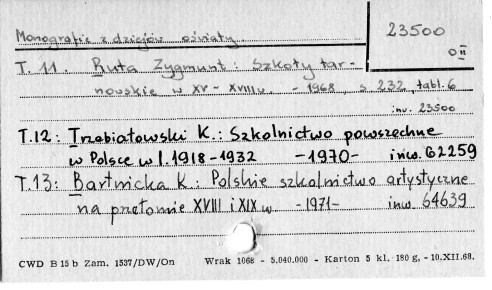 Monografie z dziejów oświaty.
23500
0 II
T. 11. Ruta Zygmunt: Szkoły tar-
nowskie w XV - XVIII w. - 1968, s 232, tabl. 6
inw. 23500
T.12: Trzebiatowski K.: Szkolnictwo powszechne
w Polsce w l. 1918-1932 -1970- inw. 62259
T.13: Bartnicka K.: Polskie szkolnictwo artystyczne
na przełomie XVIII i XIX w -1971- inw. 64639
CWD B 15 b Zam. 1537/DW/On Wrak 1068 - 5.040.000 - Karton 5 kl. 180 g, - 10.XII.68.